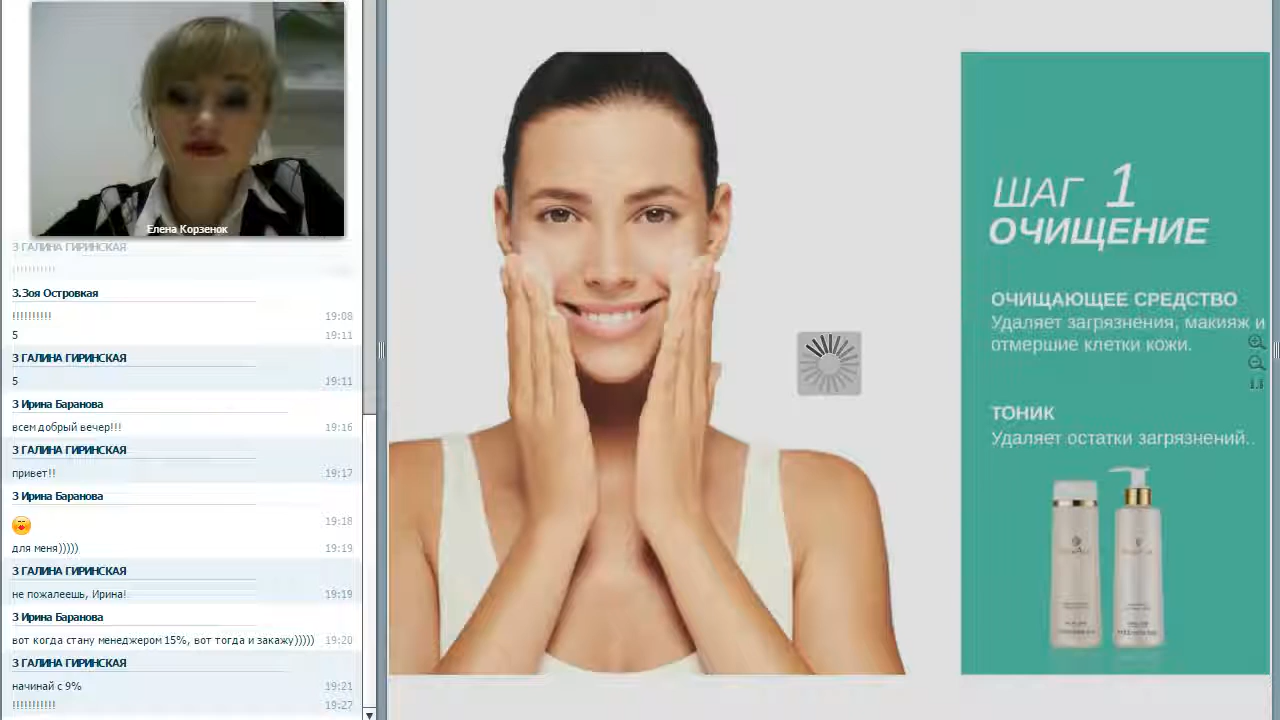 Елена Корзенок
3 ГАЛИНА ГИРИНСКАЯ
!!!!!!!!!!!
3.Зоя Островкая
!!!!!!!!!! 19:08
5 19:11
3 ГАЛИНА ГИРИНСКАЯ
5 19:11
3 Ирина Баранова
всем добрый вечер!!! 19:16
3 ГАЛИНА ГИРИНСКАЯ
привет!! 19:17
3 Ирина Баранова
19:18
для меня))))) 19:19
3 ГАЛИНА ГИРИНСКАЯ
не пожалеешь, Ирина! 19:19
3 Ирина Баранова
вот когда стану менеджером 15%, вот тогда и закажу))))) 19:20
3 ГАЛИНА ГИРИНСКАЯ
начинай с 9% 19:21
!!!!!!!!!!! 19:27
ШАГ 1
ОЧИЩЕНИЕ
ОЧИЩАЮЩЕЕ СРЕДСТВО
Удаляет загрязнения, макияж и
отмершие клетки кожи.
1:1
ТОНИК
Удаляет остатки загрязнений..